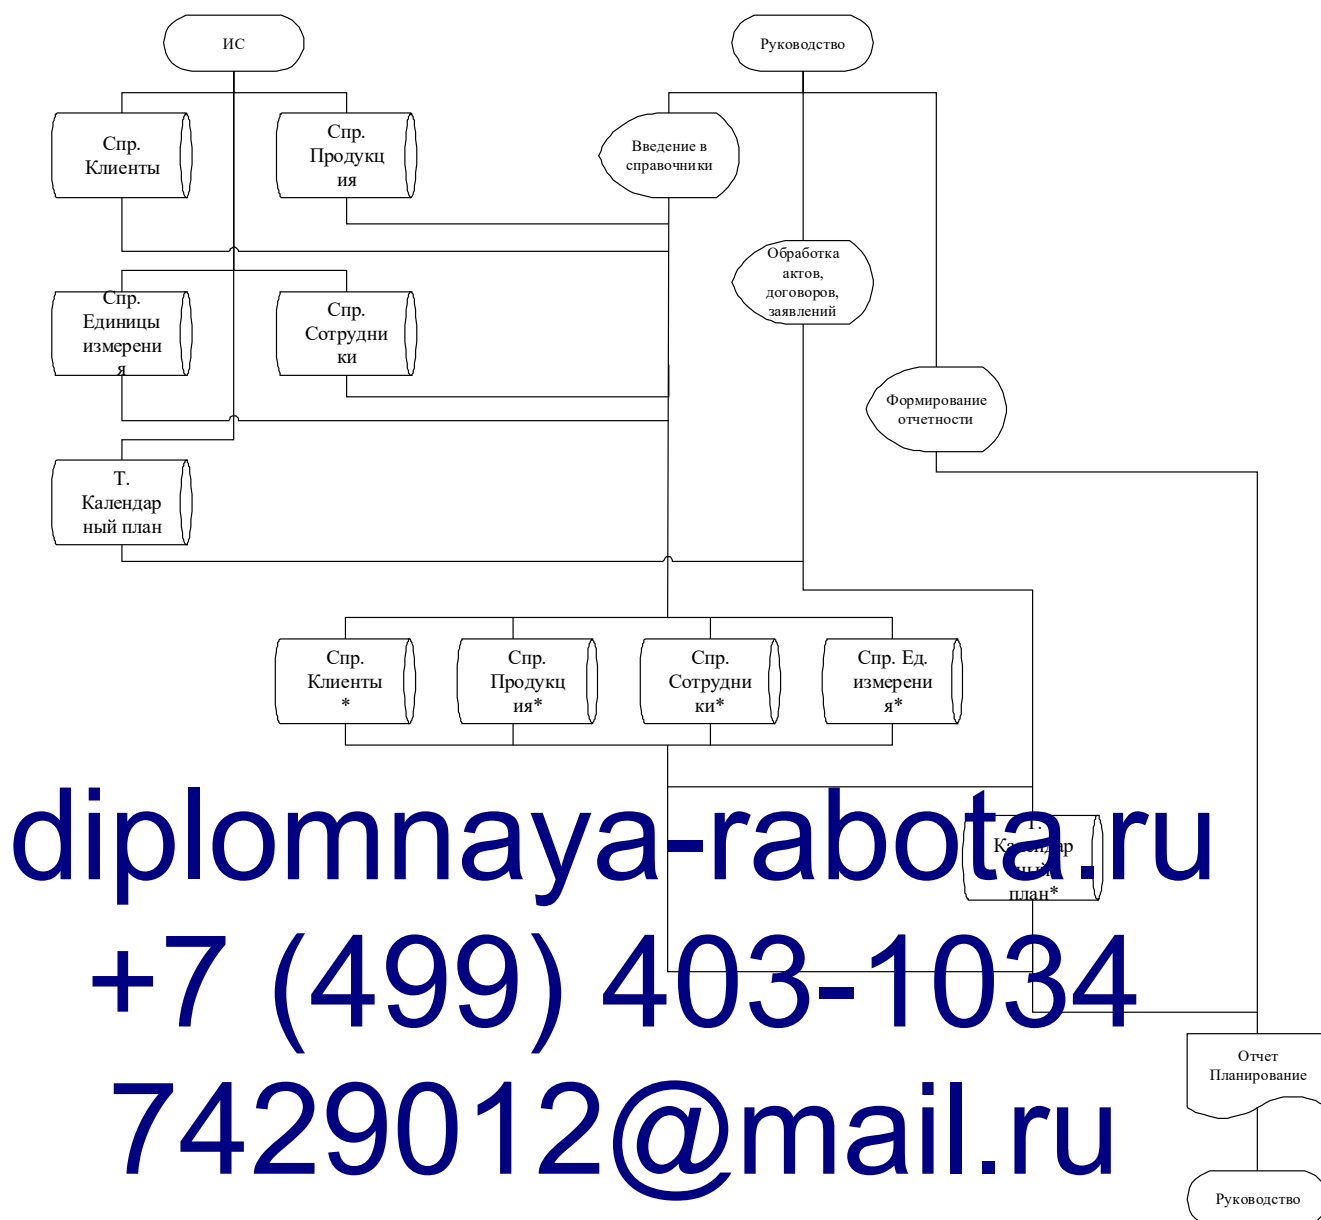 ИС
Руководство
Спр.
Клиенты
Спр.
Продукц
ия
Введение в
справочники
Обработка
актов,
договоров,
заявлений
Спр.
Единицы
измерени
я
Спр.
Сотрудни
ки
Формирование
отчетности
Т.
Календар
ный план
Спр.
Клиенты
*
Спр.
Продукц
ия*
Спр.
Сотрудни
ки*
Спр. Ед.
измерени
я*
diplomnaya-rabota.ru
Т.
Календар
ный
план*
+7 (499) 403-1034
Отчет
Планирование
7429012@mail.ru
Руководство